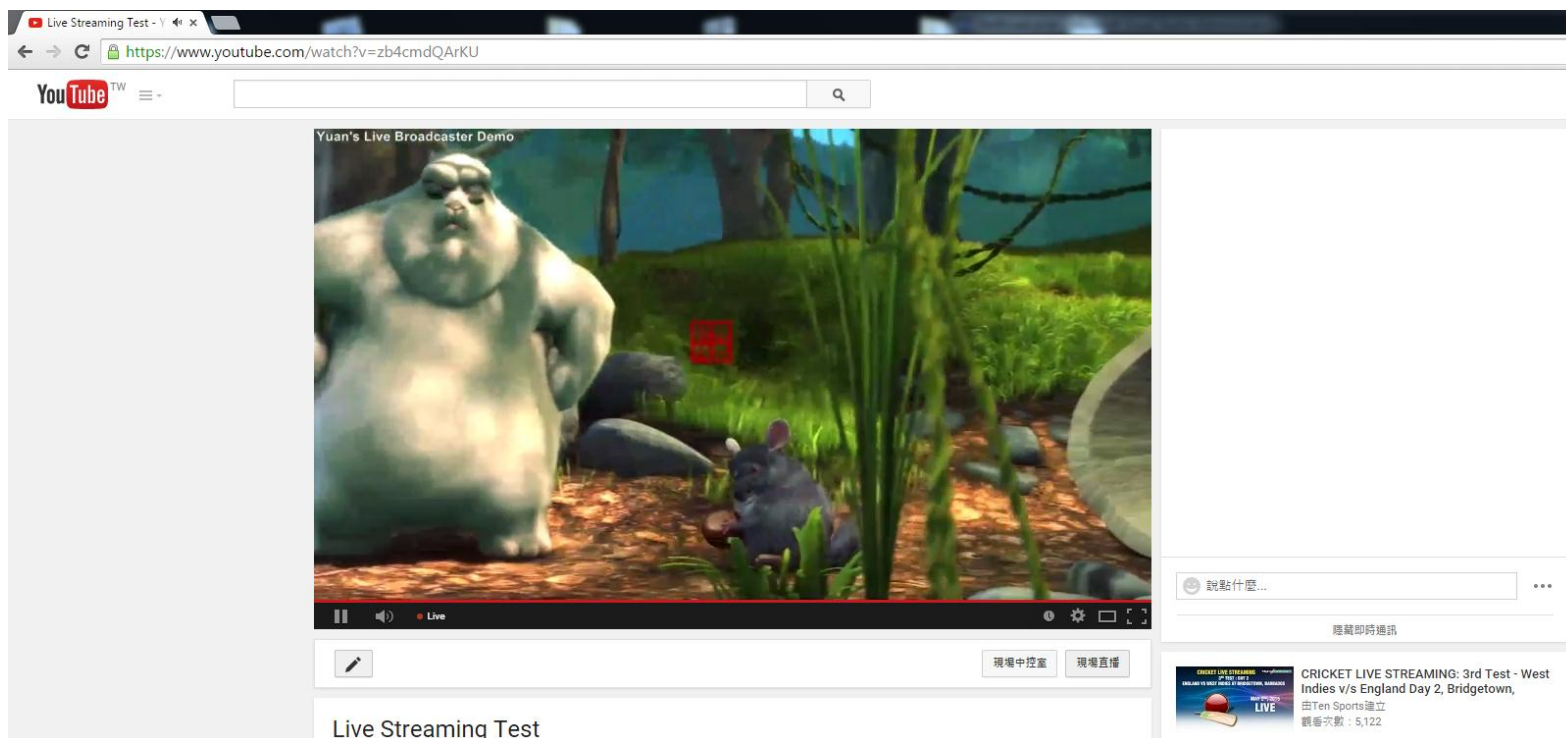 Live Streaming Test - Y
https://www.youtube.com/watch?v=zb4cmdQArKU
YouTube TW
Yuan's Live Broadcaster Demo
Live
說點什麼...
隱藏即時通訊
現場中控室
現場直播
Live Streaming Test
CRICKET LIVE STREAMING: 3rd Test - West
Indies v/s England Day 2, Bridgetown,
由Ten Sports建立
觀看次數：5,122
CRICKET LIVE STREAMING
LIVE